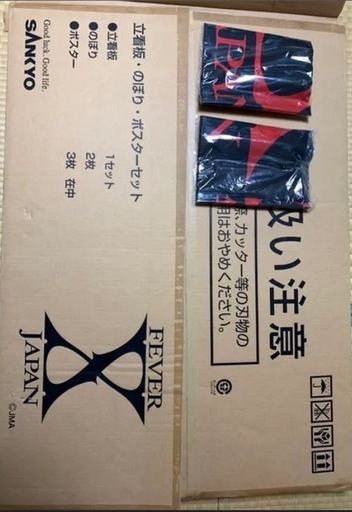 Good luck. Good life.
SANKYO
立看板・のぼり・ポスターセット
●立看板 1セット
●のぼり 2枚
●ポスター 3枚 在中
FEVER
X
JAPAN
©JMA
扱い注意
カッター等の刃物の
用はおやめください。